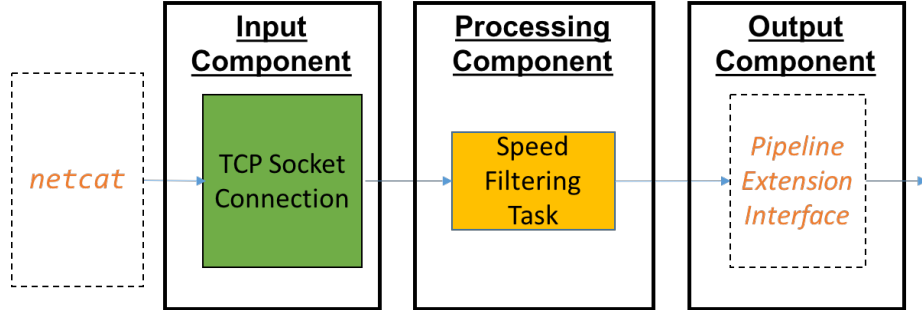 netcat
Input
Component
TCP Socket
Connection
Processing
Component
Speed
Filtering
Task
Output
Component
Pipeline
Extension
Interface